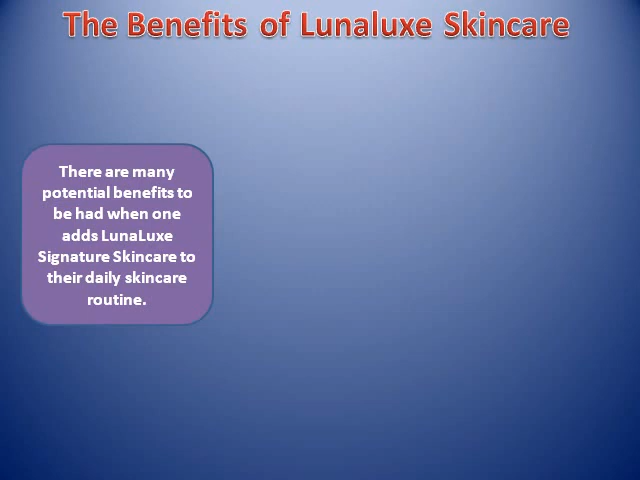 The Benefits of Lunaluxe Skincare
There are many
potential benefits to
be had when one
adds LunaLuxe
Signature Skincare to
their daily skincare
routine.